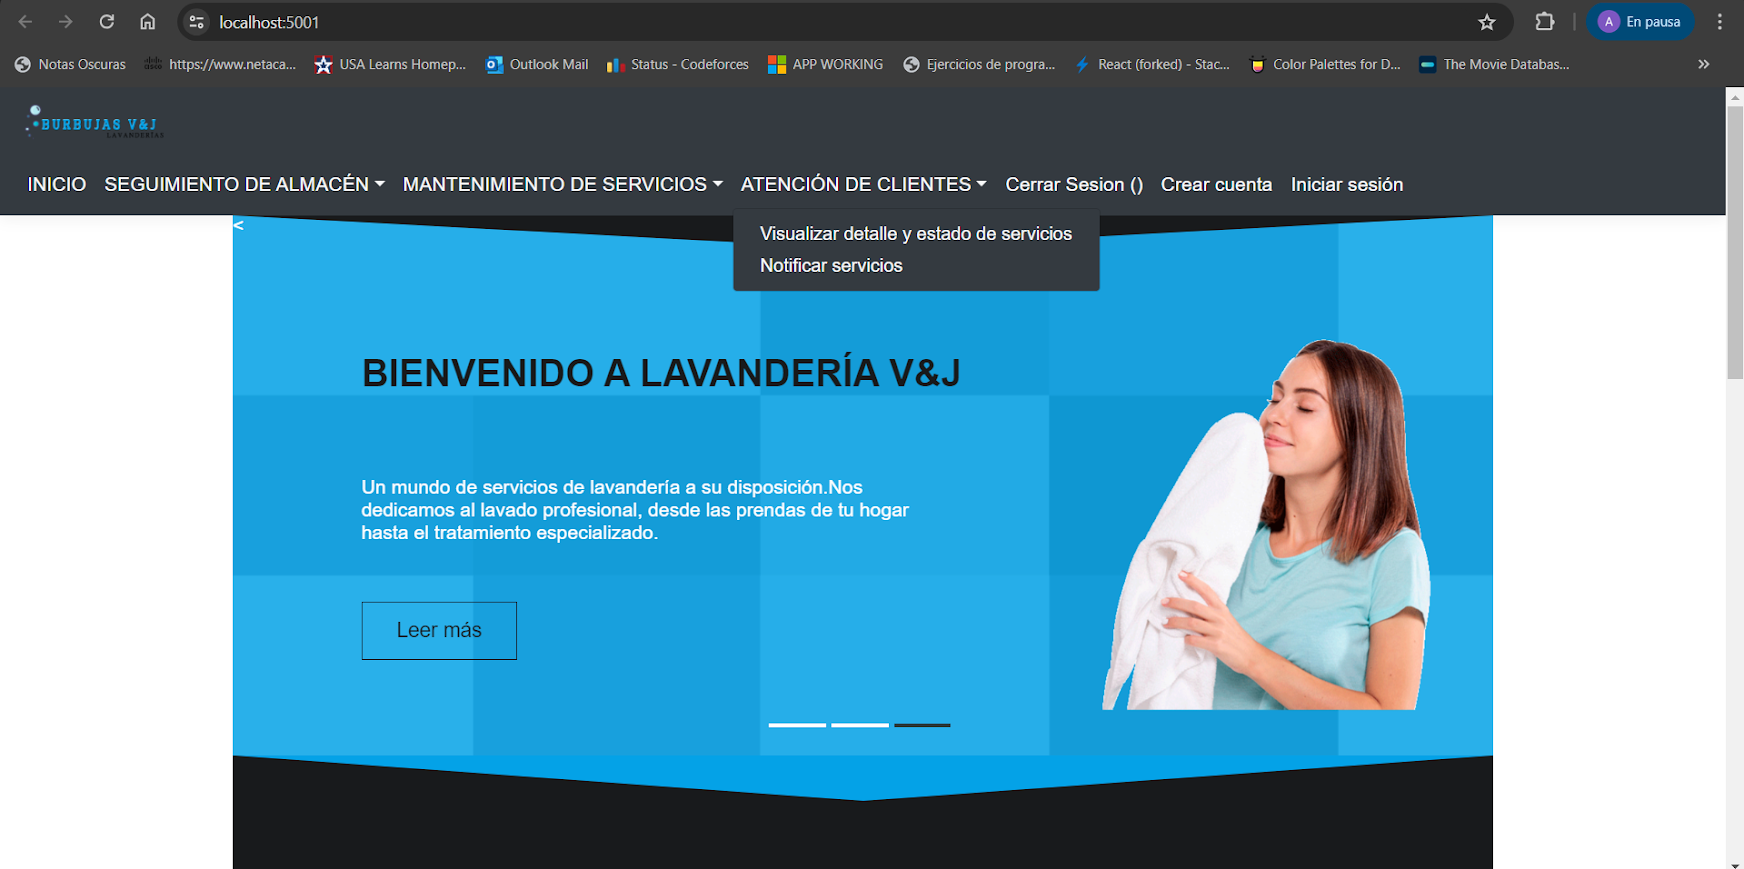 localhost:5001
A En pausa
Notas Oscuras https://www.netaca... USA Learns Homep... Outlook Mail Status - Codeforces APP WORKING Ejercicios de progra... React (forked) - Stac... Color Palettes for D... The Movie Databas...
BURBUJAS V&J
LAVANDERÍAS
INICIO SEGUIMIENTO DE ALMACÉN MANTENIMIENTO DE SERVICIOS ATENCIÓN DE CLIENTES Cerrar Sesion () Crear cuenta Iniciar sesión
<
Visualizar detalle y estado de servicios
Notificar servicios
BIENVENIDO A LAVANDERÍA V&J
Un mundo de servicios de lavandería a su disposición.Nos
dedicamos al lavado profesional, desde las prendas de tu hogar
hasta el tratamiento especializado.
Leer más